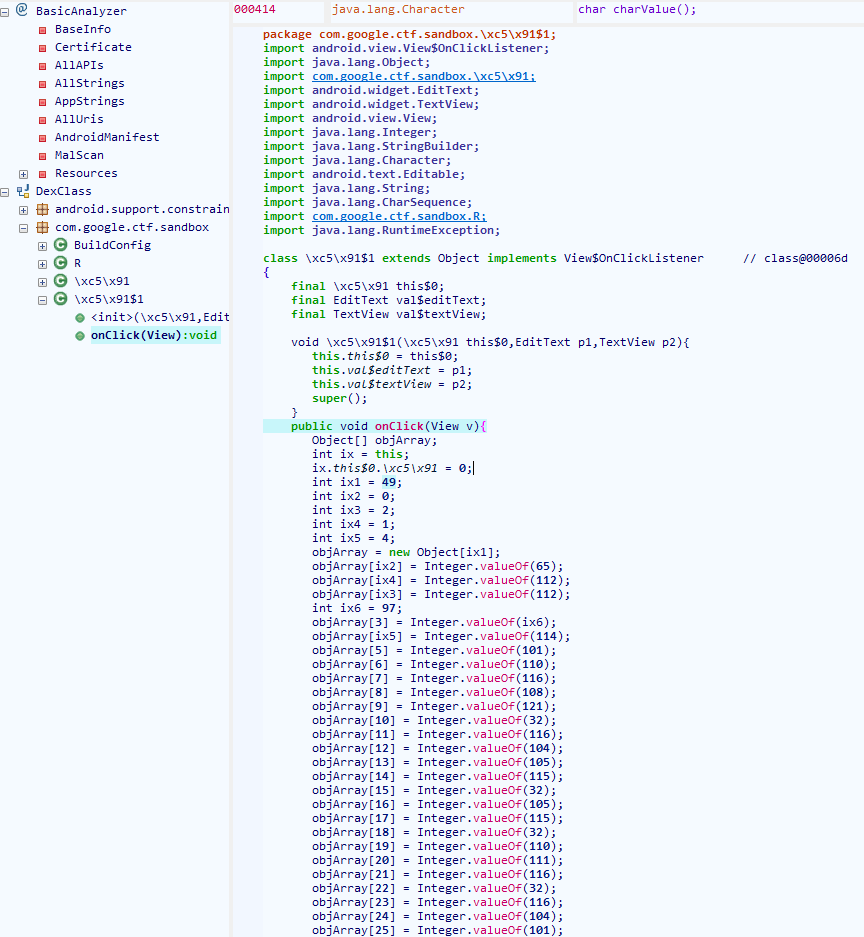 BasicAnalyzer
BaseInfo
Certificate
AllAPIs
AllStrings
AppStrings
AllUris
AndroidManifest
MalScan
Resources
DexClass
android.support.constrain
com.google.ctf.sandbox
BuildConfig
R
\xc5\x91
\xc5\x91$1
<init>(\xc5\x91,Edit
onClick(View):void
000414 java.lang.Character char charValue();
package com.google.ctf.sandbox.\xc5\x91$1;
import android.view.View$OnClickListener;
import java.lang.Object;
import com.google.ctf.sandbox.\xc5\x91;
import android.widget.EditText;
import android.widget.TextView;
import android.view.View;
import java.lang.Integer;
import java.lang.StringBuilder;
import java.lang.Character;
import android.text.Editable;
import java.lang.String;
import java.lang.CharSequence;
import com.google.ctf.sandbox.R;
import java.lang.RuntimeException;
class \xc5\x91$1 extends Object implements View$OnClickListener // class@00006d
{
final \xc5\x91 this$0;
final EditText val$editText;
final TextView val$textView;
void \xc5\x91$1(\xc5\x91 this$0,EditText p1,TextView p2){
this.this$0 = this$0;
this.val$editText = p1;
this.val$textView = p2;
super();
}
public void onClick(View v){
Object[] objArray;
int ix = this;
ix.this$0.\xc5\x91 = 0;
int ix1 = 49;
int ix2 = 0;
int ix3 = 2;
int ix4 = 1;
int ix5 = 4;
objArray = new Object[ix1];
objArray[ix2] = Integer.valueOf(65);
objArray[ix4] = Integer.valueOf(112);
objArray[ix3] = Integer.valueOf(112);
int ix6 = 97;
objArray[3] = Integer.valueOf(ix6);
objArray[ix5] = Integer.valueOf(114);
objArray[5] = Integer.valueOf(101);
objArray[6] = Integer.valueOf(110);
objArray[7] = Integer.valueOf(116);
objArray[8] = Integer.valueOf(108);
objArray[9] = Integer.valueOf(121);
objArray[10] = Integer.valueOf(32);
objArray[11] = Integer.valueOf(116);
objArray[12] = Integer.valueOf(104);
objArray[13] = Integer.valueOf(105);
objArray[14] = Integer.valueOf(115);
objArray[15] = Integer.valueOf(32);
objArray[16] = Integer.valueOf(105);
objArray[17] = Integer.valueOf(115);
objArray[18] = Integer.valueOf(32);
objArray[19] = Integer.valueOf(110);
objArray[20] = Integer.valueOf(111);
objArray[21] = Integer.valueOf(116);
objArray[22] = Integer.valueOf(32);
objArray[23] = Integer.valueOf(116);
objArray[24] = Integer.valueOf(104);
objArray[25] = Integer.valueOf(101);